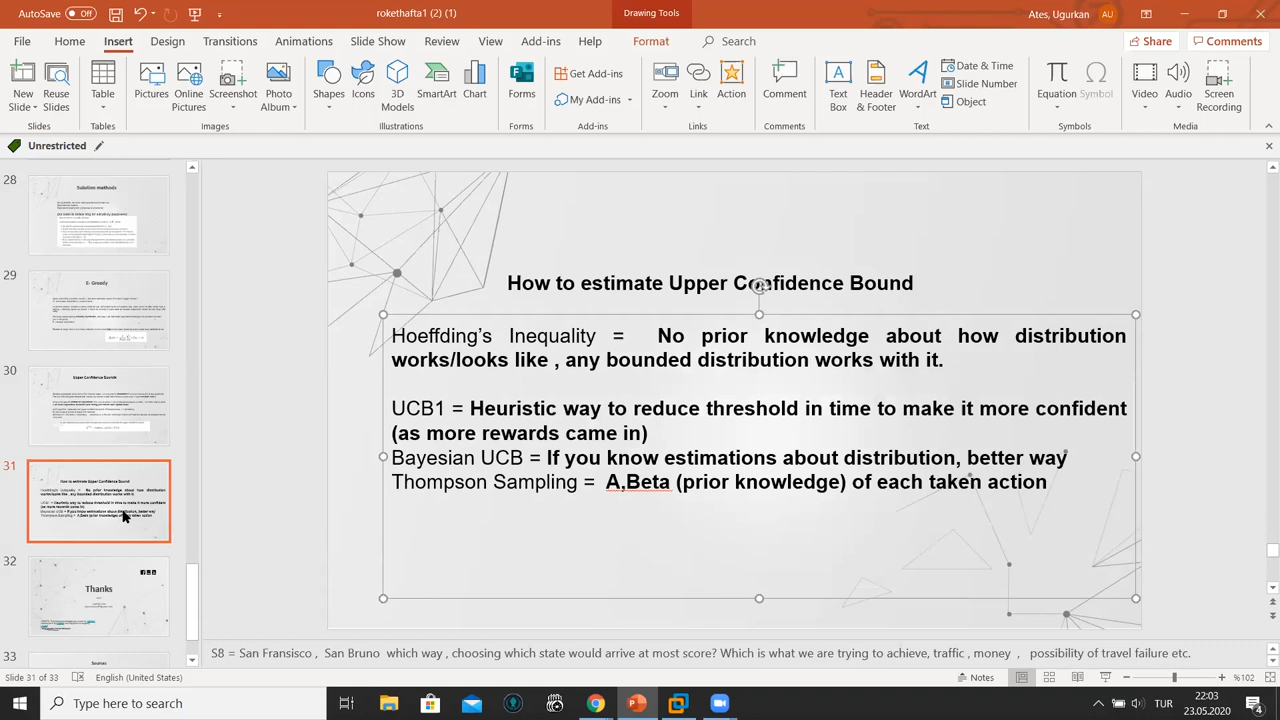 AutoSave Off
rokethafta1 (2) (1)
Drawing Tools
Ates, Ugurkan AU
File Home Insert Design Transitions Animations Slide Show Review View Add-ins Help Format Search Share Comments
New Slide Reuse Slides Table Pictures Online Pictures Screenshot Photo Album Shapes Icons 3D Models SmartArt Chart Forms Get Add-ins My Add-ins Zoom Link Action Comment Text Box Header & Footer WordArt Date & Time Slide Number Object Equation Symbol Video Audio Screen Recording
Slides Tables Images Illustrations Forms Add-ins Links Comments Text Symbols Media
Unrestricted
28
Solution methods
29
E- Greedy
30
Upper Confidence Bounds
31
How to estimate Upper Confidence Bound
32
Thanks
33
Sources
How to estimate Upper Confidence Bound
Hoeffding’s Inequality = No prior knowledge about how distribution
works/looks like , any bounded distribution works with it.
UCB1 = Heuristic way to reduce threshold in time to make it more confident
(as more rewards came in)
Bayesian UCB = If you know estimations about distribution, better way
Thompson Sampling = A,Beta (prior knowledge) of each taken action
S8 = San Fransisco , San Bruno which way , choosing which state would arrive at most score? Which is what we are trying to achieve, traffic , money , possibility of travel failure etc.
Slide 31 of 33 English (United States) Notes %102
Type here to search
TUR
22:03
23.05.2020